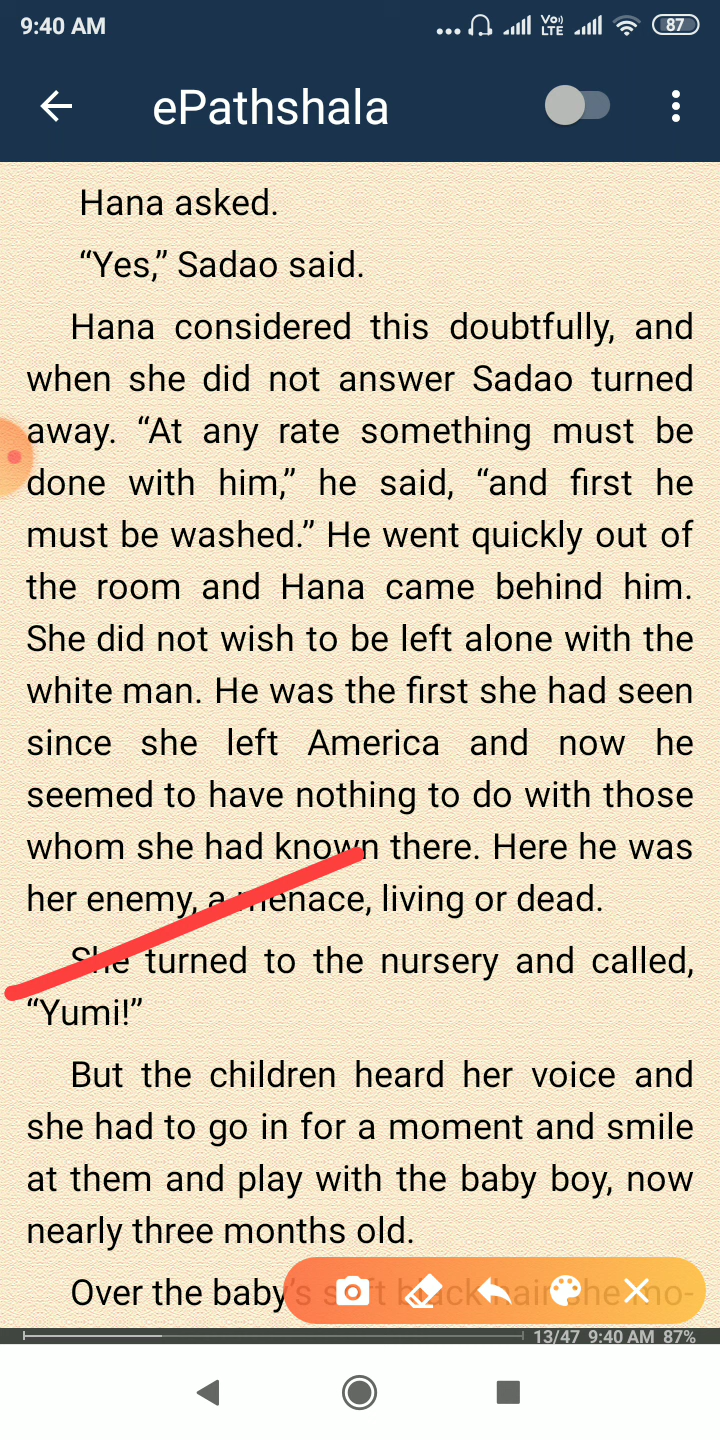 9:40 AM
VoLTE
87
ePathshala
Hana asked.
“Yes,” Sadao said.
Hana considered this doubtfully, and
when she did not answer Sadao turned
away. “At any rate something must be
done with him,” he said, “and first he
must be washed.” He went quickly out of
the room and Hana came behind him.
She did not wish to be left alone with the
white man. He was the first she had seen
since she left America and now he
seemed to have nothing to do with those
whom she had known there. Here he was
her enemy, a menace, living or dead.
She turned to the nursery and called,
“Yumi!”
But the children heard her voice and
she had to go in for a moment and smile
at them and play with the baby boy, now
nearly three months old.
Over the baby’s soft black hair she mo-
13/47 9:40 AM 87%